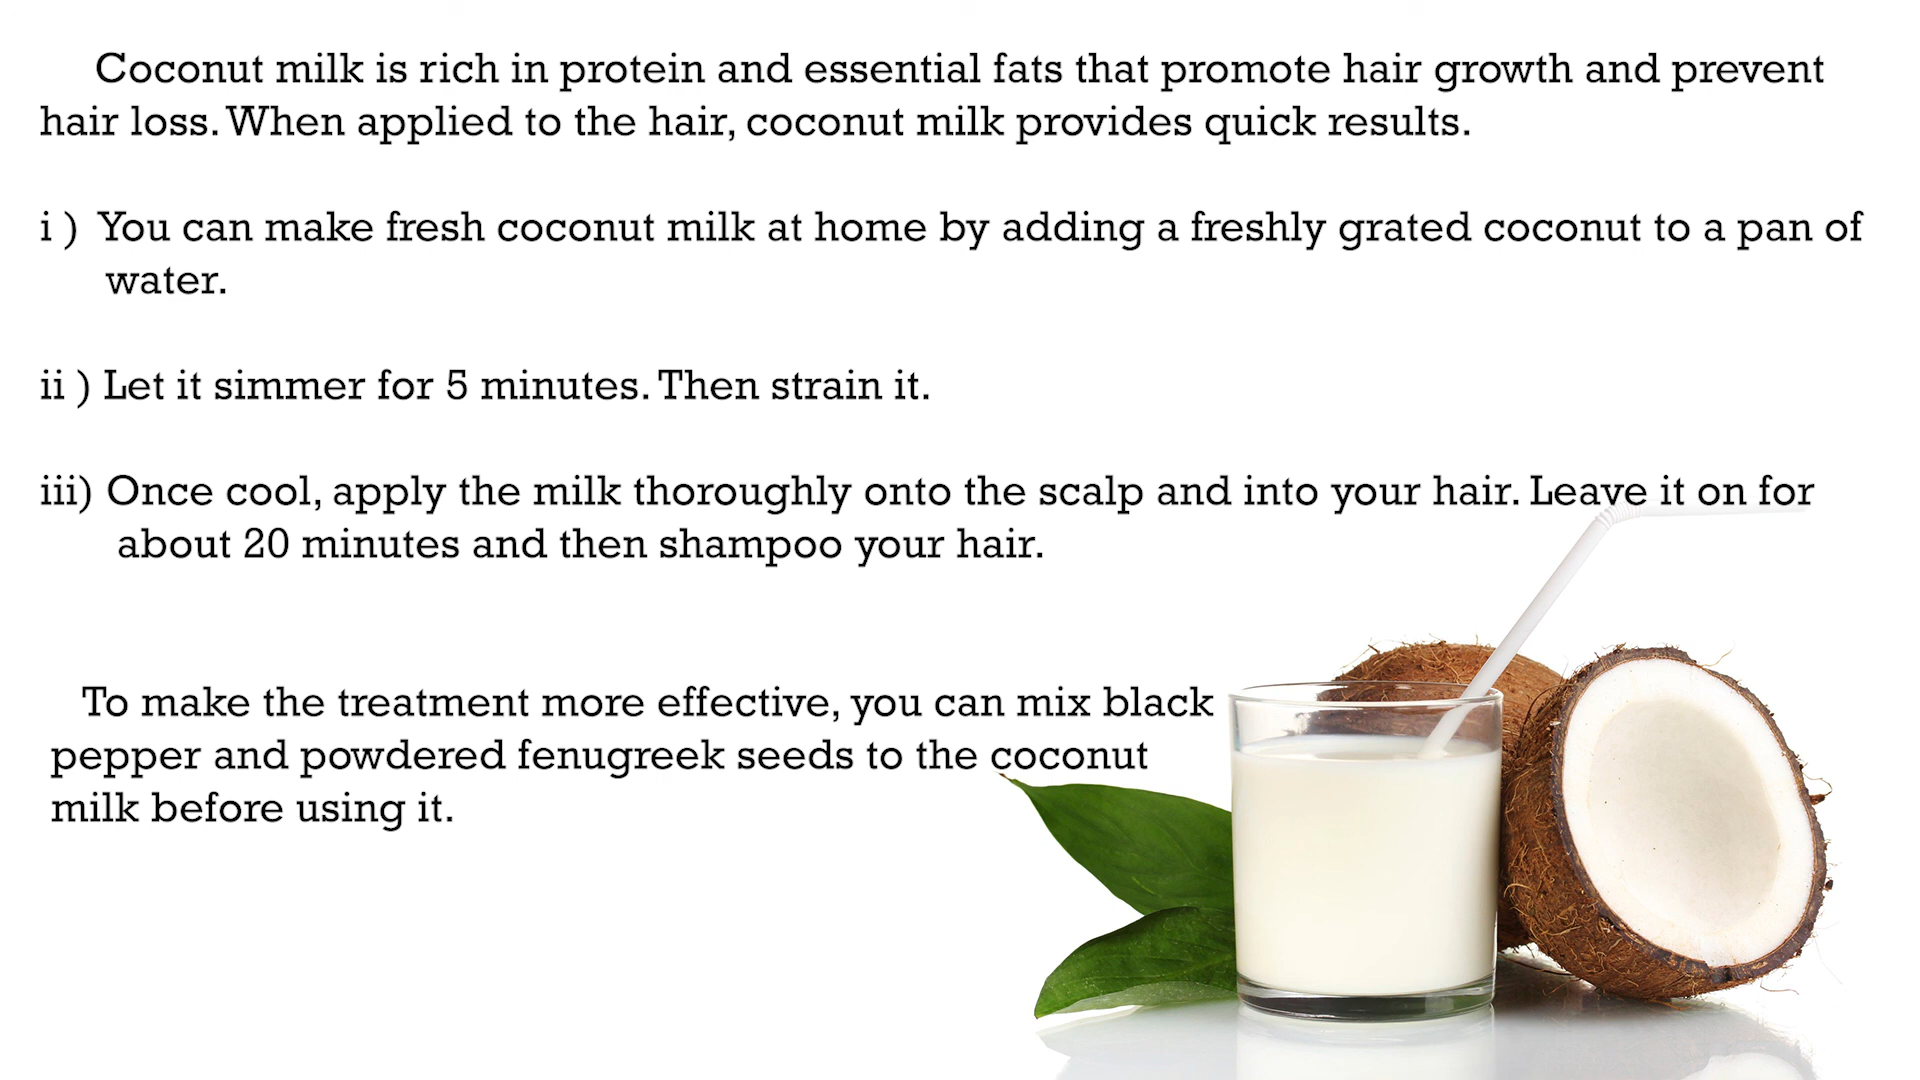 Coconut milk is rich in protein and essential fats that promote hair growth and prevent
hair loss. When applied to the hair, coconut milk provides quick results.
i ) You can make fresh coconut milk at home by adding a freshly grated coconut to a pan of
water.
ii ) Let it simmer for 5 minutes. Then strain it.
iii) Once cool, apply the milk thoroughly onto the scalp and into your hair. Leave it on for
about 20 minutes and then shampoo your hair.
To make the treatment more effective, you can mix black
pepper and powdered fenugreek seeds to the coconut
milk before using it.